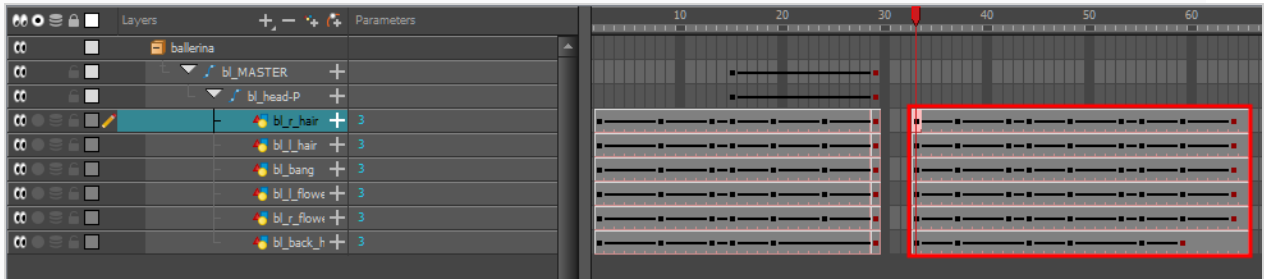 Layers Parameters 10 20 30 40 50 60
ballerina
bl_MASTER
bl_head-P
bl_r_hair 3
bl_l_hair 3
bl_bang 3
bl_l_flowe 3
bl_r_flowe 3
bl_back_h 3